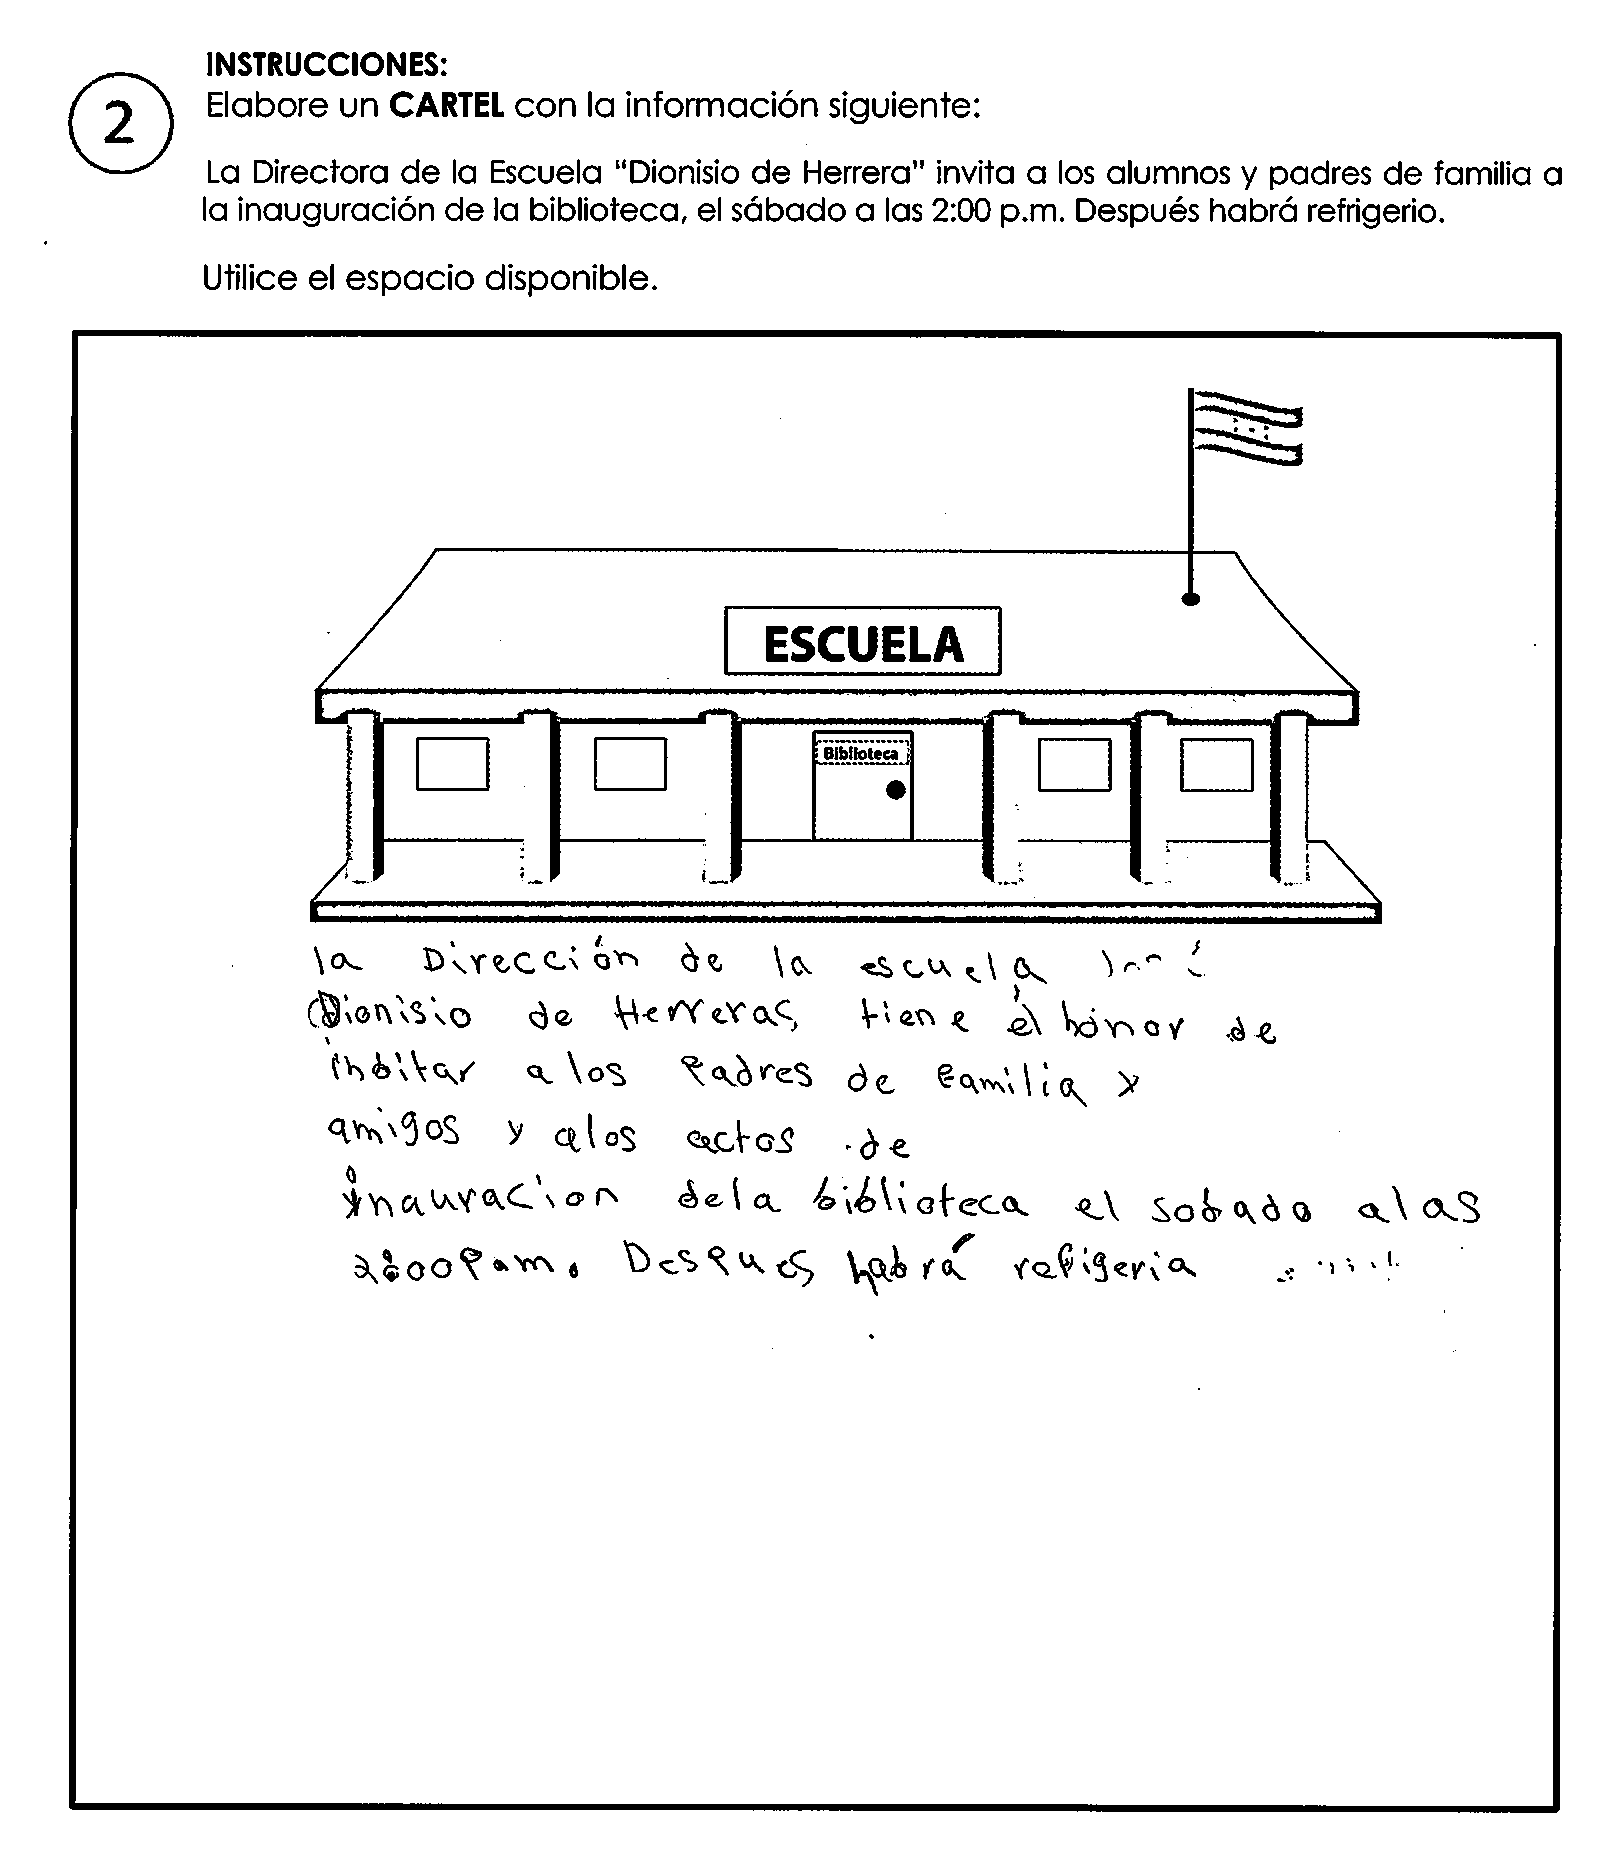 INSTRUCCIONES:
2
Elabore un CARTEL con la información siguiente:
La Directora de la Escuela "Dionisio de Herrera" invita a los alumnos y padres de familia a
la inauguración de la biblioteca, el sábado a las 2:00 p.m. Después habrá refrigerio.
Utilice el espacio disponible.
ESCUELA
Biblioteca
la Dirección de la escuela
Dionisio de Herreras tiene él honor de
inbitar a los Padres de Familia y
amigos y alos actos de
inauracion dela biblioteca el sobado alas
2:00 P.m. Despues habrá refigeria